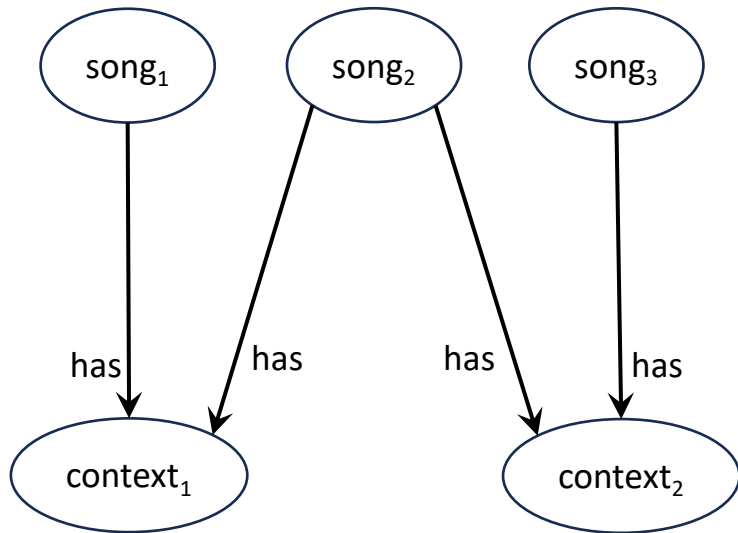 song₁
song₂
song₃
has
has
has
has
context₁
context₂